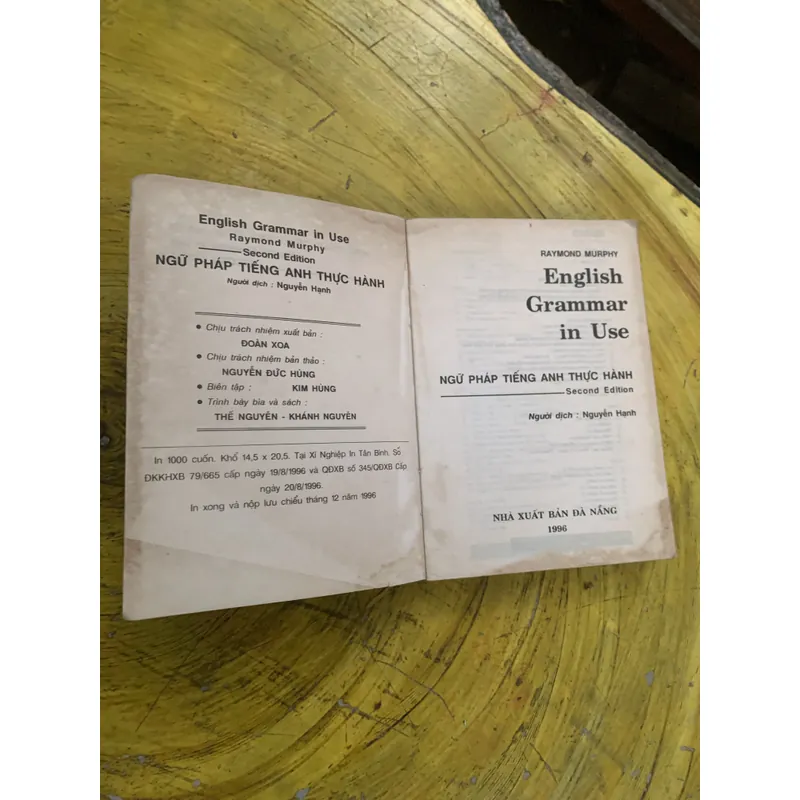 English Grammar in Use
Raymond Murphy
Second Edition
NGỮ PHÁP TIẾNG ANH THỰC HÀNH
Người dịch : Nguyễn Hạnh
• Chịu trách nhiệm xuất bản :
ĐOÀN XOA
• Chịu trách nhiệm bản thảo :
NGUYỄN ĐỨC HÙNG
• Biên tập : KIM HÙNG
• Trình bày bìa và sách :
THẾ NGUYÊN - KHÁNH NGUYÊN
In 1000 cuốn. Khổ 14,5 x 20,5. Tại Xí Nghiệp In Tân Bình. Số
ĐKKHXB 79/665 cấp ngày 19/8/1996 và QĐXB số 345/QĐXB Cấp
ngày 20/8/1996.
In xong và nộp lưu chiểu tháng 12 năm 1996
RAYMOND MURPHY
English
Grammar
in Use
NGỮ PHÁP TIẾNG ANH THỰC HÀNH
Second Edition
Người dịch : Nguyễn Hạnh
NHÀ XUẤT BẢN ĐÀ NẴNG
1996